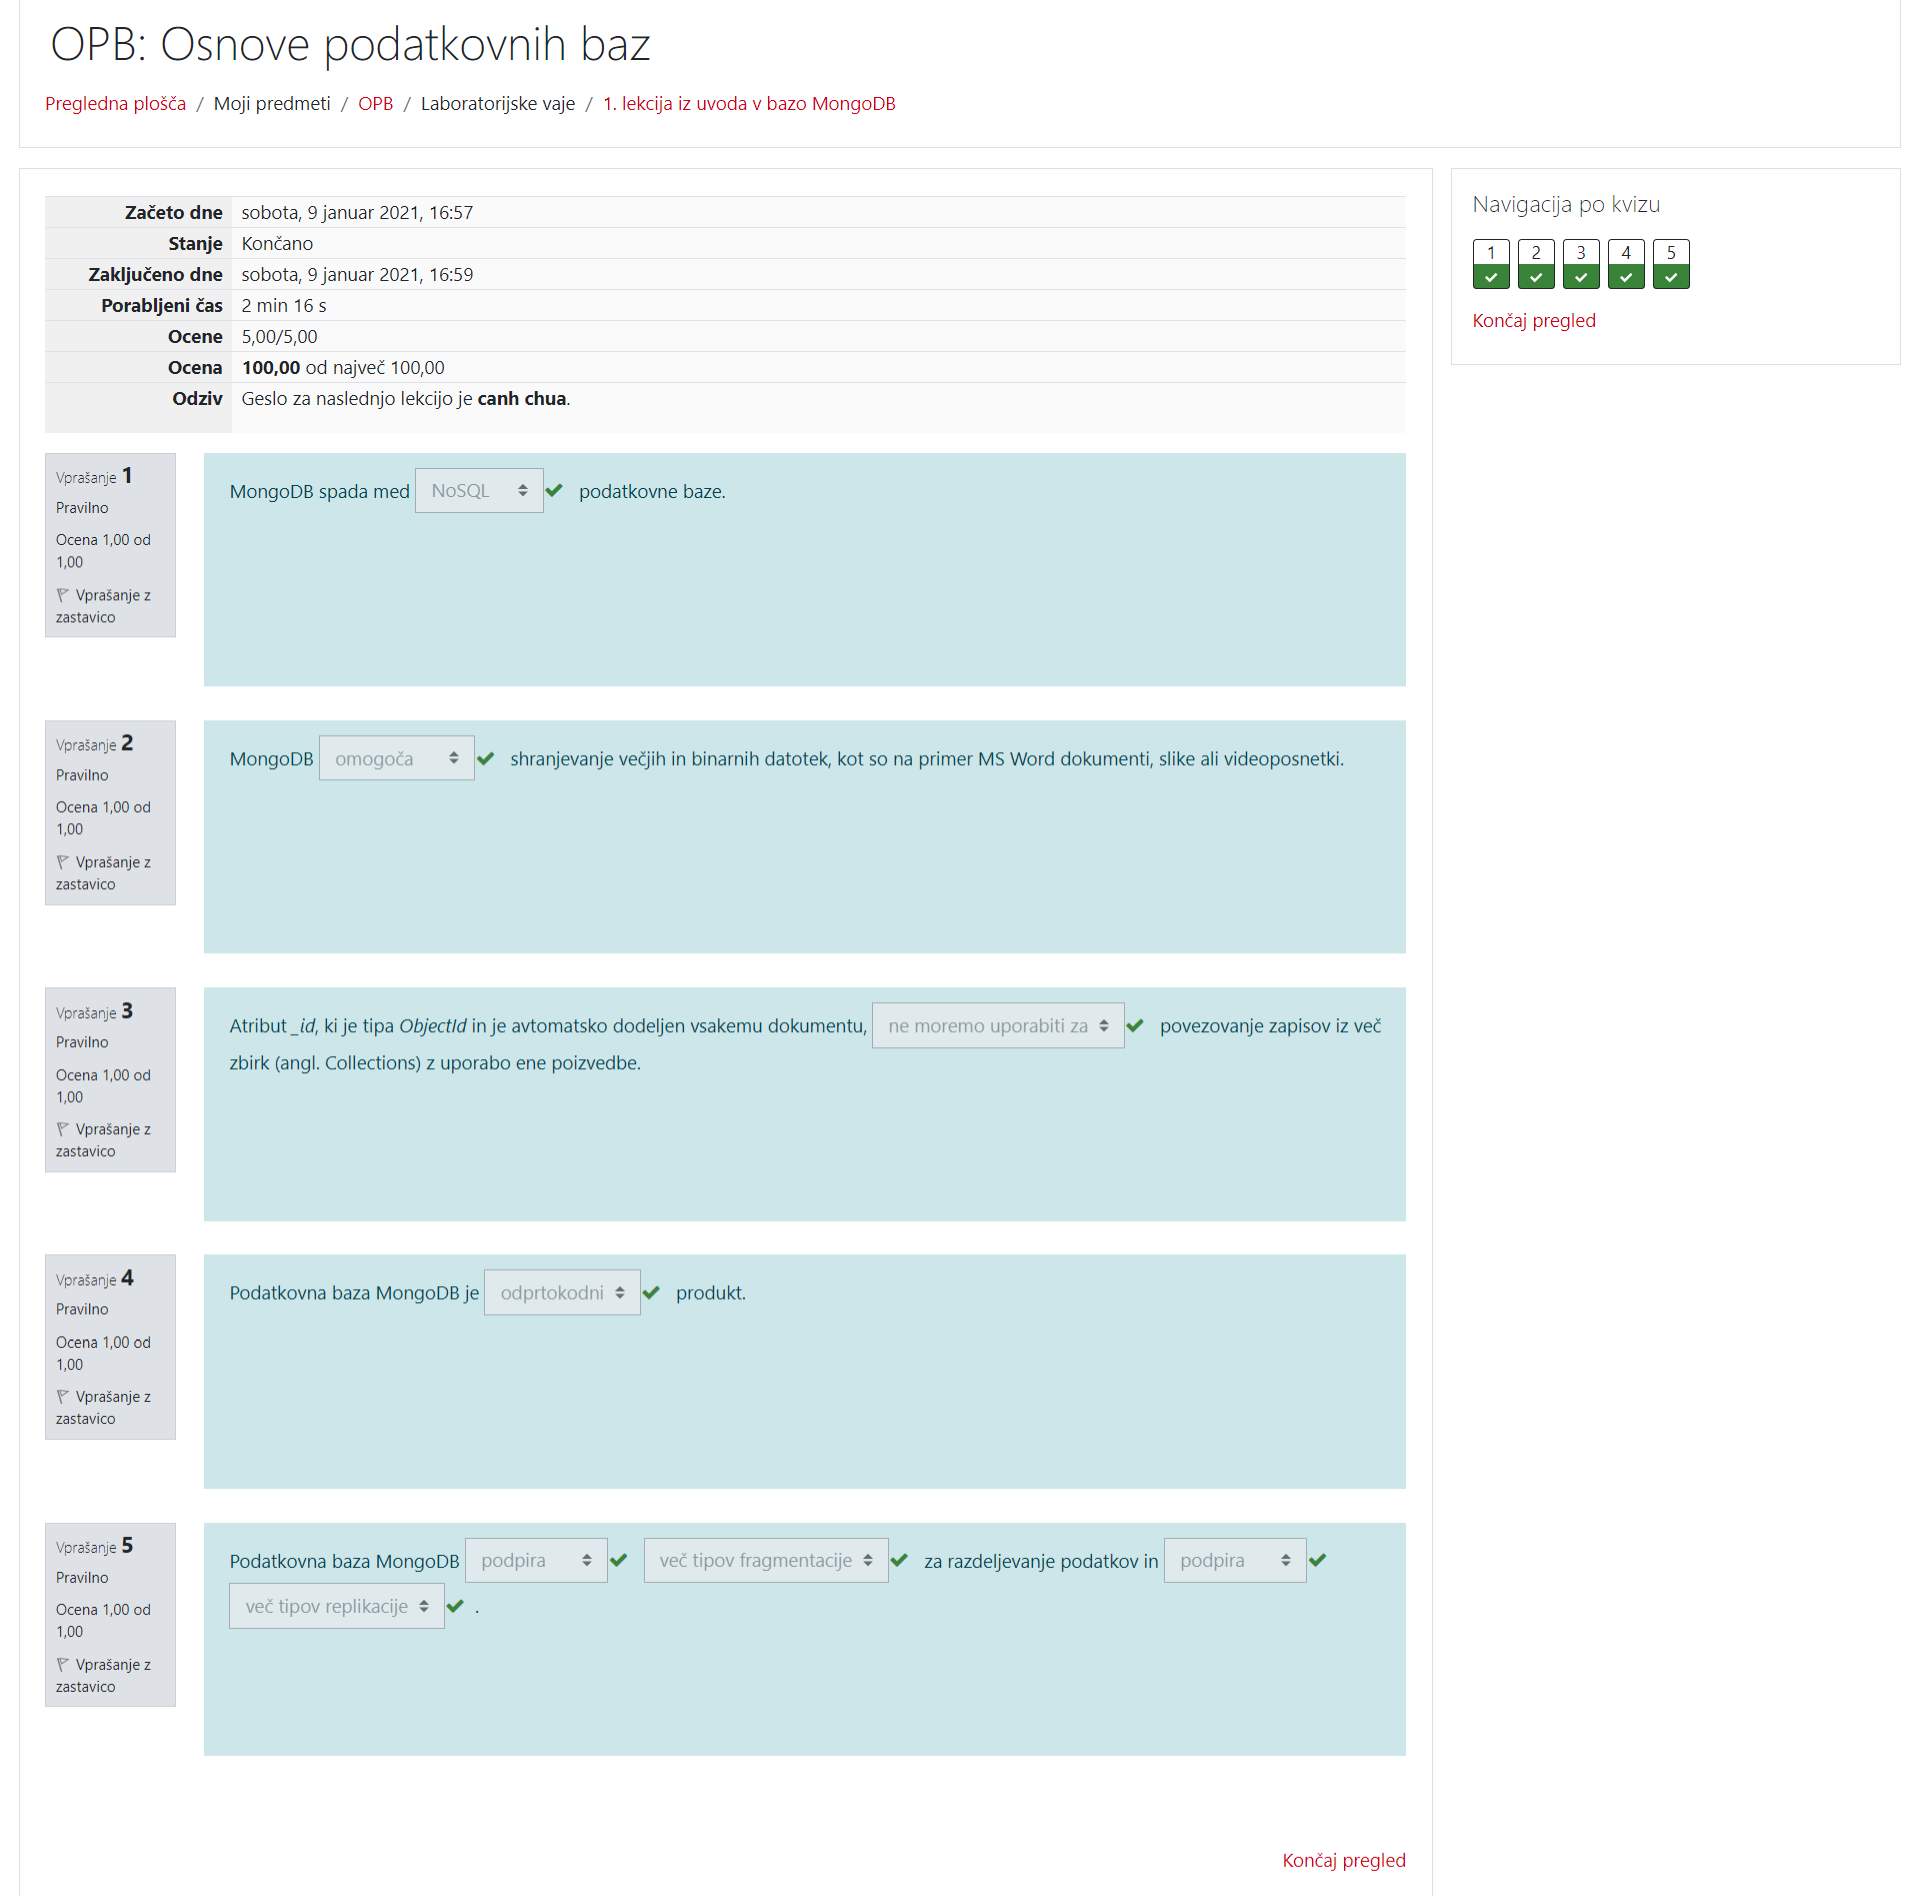 OPB: Osnove podatkovnih baz
Pregledna plošča / Moji predmeti / OPB / Laboratorijske vaje / 1. lekcija iz uvoda v bazo MongoDB
Začeto dne sobota, 9 januar 2021, 16:57
Stanje Končano
Zaključeno dne sobota, 9 januar 2021, 16:59
Porabljeni čas 2 min 16 s
Ocene 5,00/5,00
Ocena 100,00 od največ 100,00
Odziv Geslo za naslednjo lekcijo je canh chua.
Navigacija po kvizu
1 2 3 4 5
Končaj pregled
Vprašanje 1
Pravilno
Ocena 1,00 od
1,00
Vprašanje z
zastavico
MongoDB spada med NoSQL podatkovne baze.
Vprašanje 2
Pravilno
Ocena 1,00 od
1,00
Vprašanje z
zastavico
MongoDB omogoča shranjevanje večjih in binarnih datotek, kot so na primer MS Word dokumenti, slike ali videoposnetki.
Vprašanje 3
Pravilno
Ocena 1,00 od
1,00
Vprašanje z
zastavico
Atribut _id, ki je tipa ObjectId in je avtomatsko dodeljen vsakemu dokumentu, ne moremo uporabiti za povezovanje zapisov iz več
zbirk (angl. Collections) z uporabo ene poizvedbe.
Vprašanje 4
Pravilno
Ocena 1,00 od
1,00
Vprašanje z
zastavico
Podatkovna baza MongoDB je odprtokodni produkt.
Vprašanje 5
Pravilno
Ocena 1,00 od
1,00
Vprašanje z
zastavico
Podatkovna baza MongoDB podpira več tipov fragmentacije za razdeljevanje podatkov in podpira
več tipov replikacije .
Končaj pregled